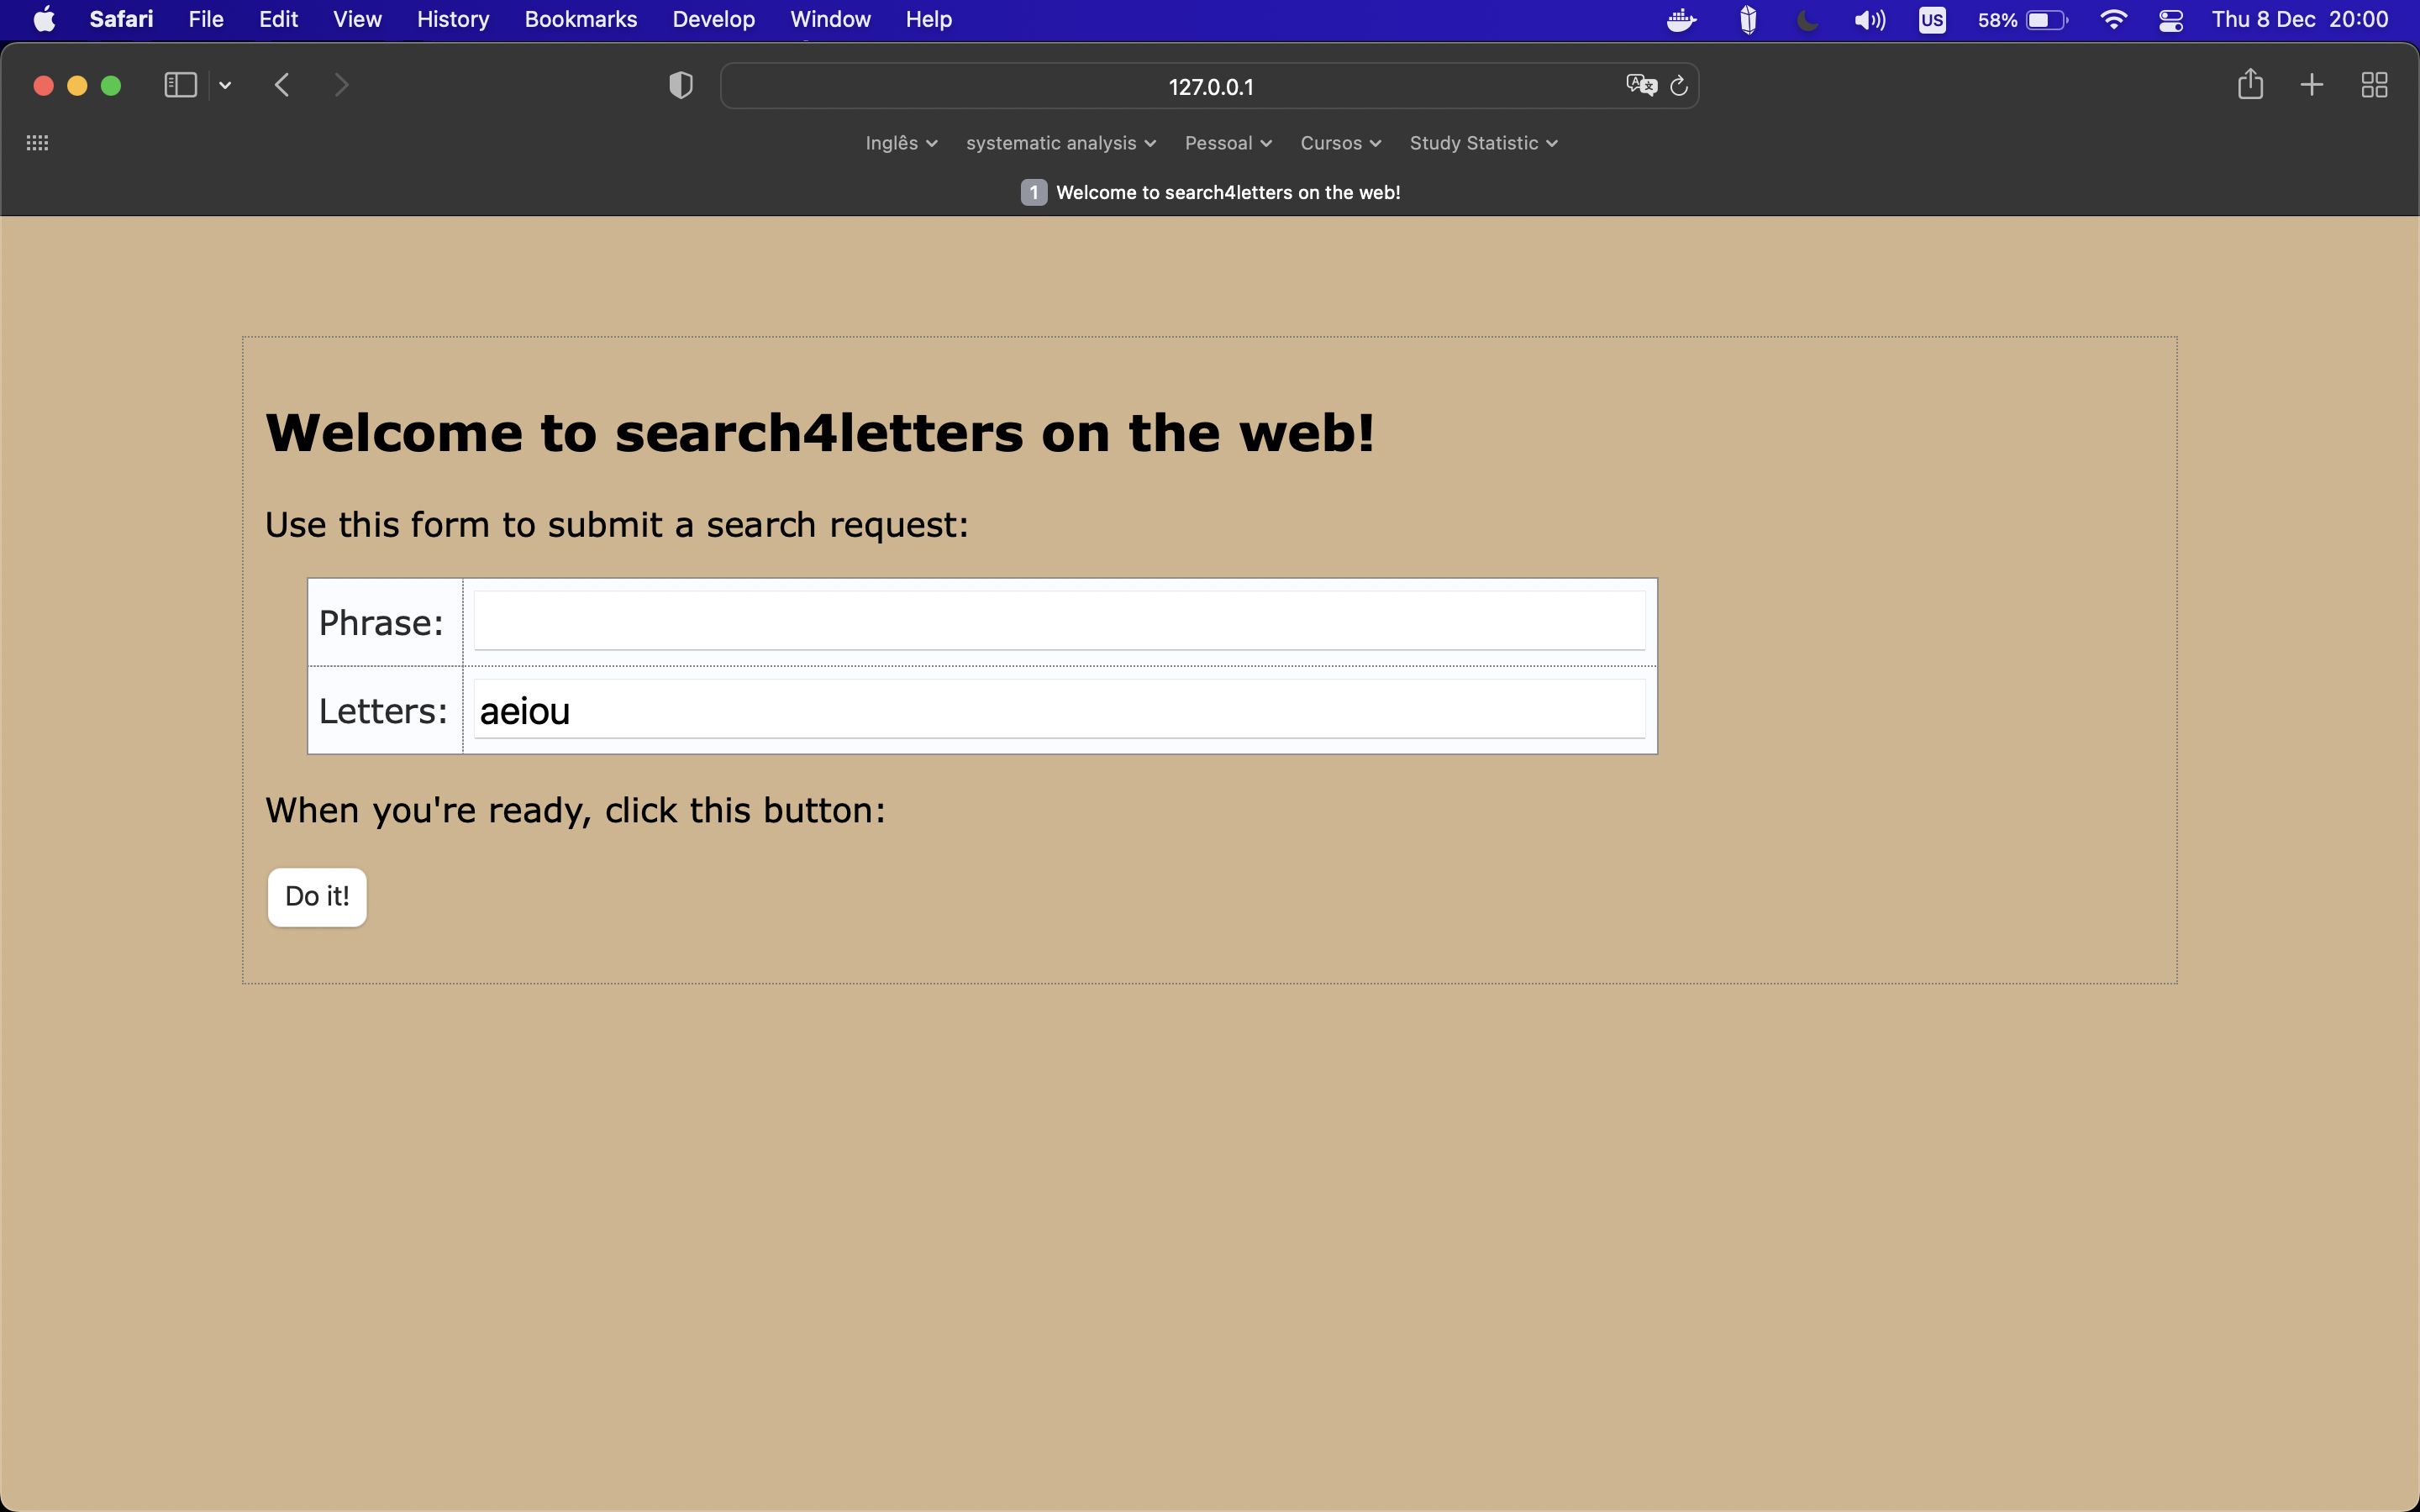 Safari File Edit View History Bookmarks Develop Window Help US 58% Thu 8 Dec 20:00
127.0.0.1
Inglês systematic analysis Pessoal Cursos Study Statistic
1 Welcome to search4letters on the web!
Welcome to search4letters on the web!
Use this form to submit a search request:
Phrase:
Letters: aeiou
When you're ready, click this button:
Do it!